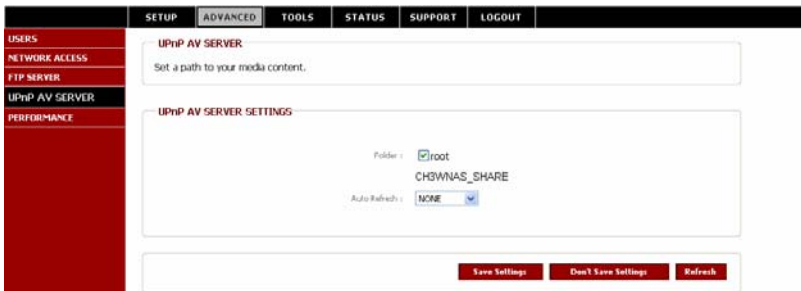 SETUP ADVANCED TOOLS STATUS SUPPORT LOGOUT
USERS
NETWORK ACCESS
FTP SERVER
UPnP AV SERVER
PERFORMANCE
UPnP AV SERVER
Set a path to your media content.
UPnP AV SERVER SETTINGS
Folder : root
CH3WNAS_SHARE
Auto Refresh : NONE
Save Settings Don't Save Settings Refresh